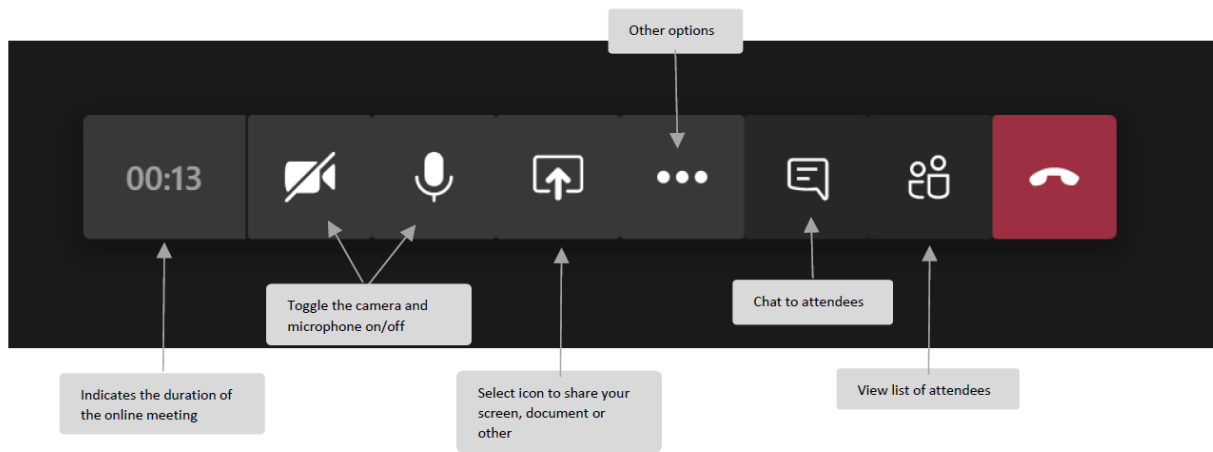 Other options
00:13
Toggle the camera and
microphone on/off
Chat to attendees
Indicates the duration of
the online meeting
Select icon to share your
screen, document or
other
View list of attendees